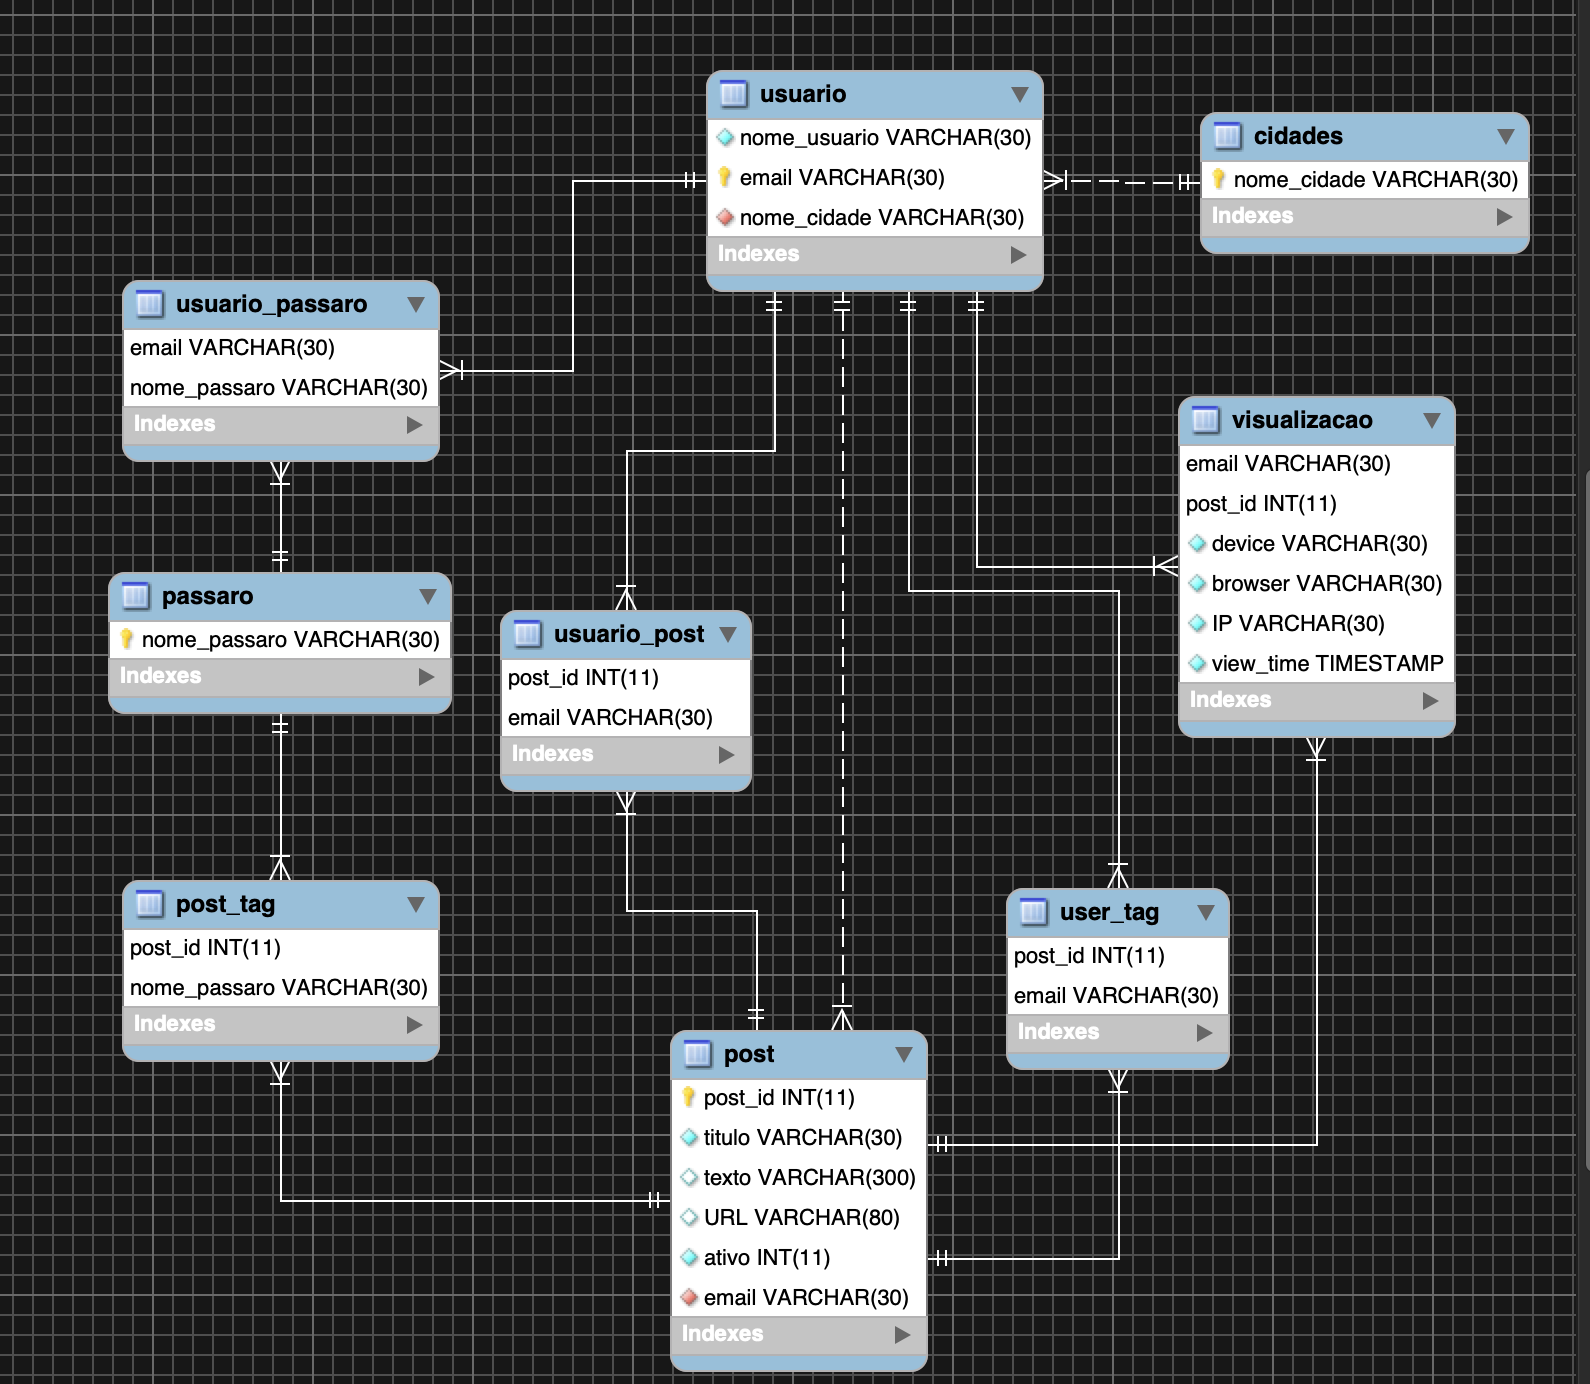 usuario
nome_usuario VARCHAR(30)
email VARCHAR(30)
nome_cidade VARCHAR(30)
Indexes
cidades
nome_cidade VARCHAR(30)
Indexes
usuario_passaro
email VARCHAR(30)
nome_passaro VARCHAR(30)
Indexes
visualizacao
email VARCHAR(30)
post_id INT(11)
device VARCHAR(30)
browser VARCHAR(30)
IP VARCHAR(30)
view_time TIMESTAMP
Indexes
passaro
nome_passaro VARCHAR(30)
Indexes
usuario_post
post_id INT(11)
email VARCHAR(30)
Indexes
post_tag
post_id INT(11)
nome_passaro VARCHAR(30)
Indexes
user_tag
post_id INT(11)
email VARCHAR(30)
Indexes
post
post_id INT(11)
titulo VARCHAR(30)
texto VARCHAR(300)
URL VARCHAR(80)
ativo INT(11)
email VARCHAR(30)
Indexes